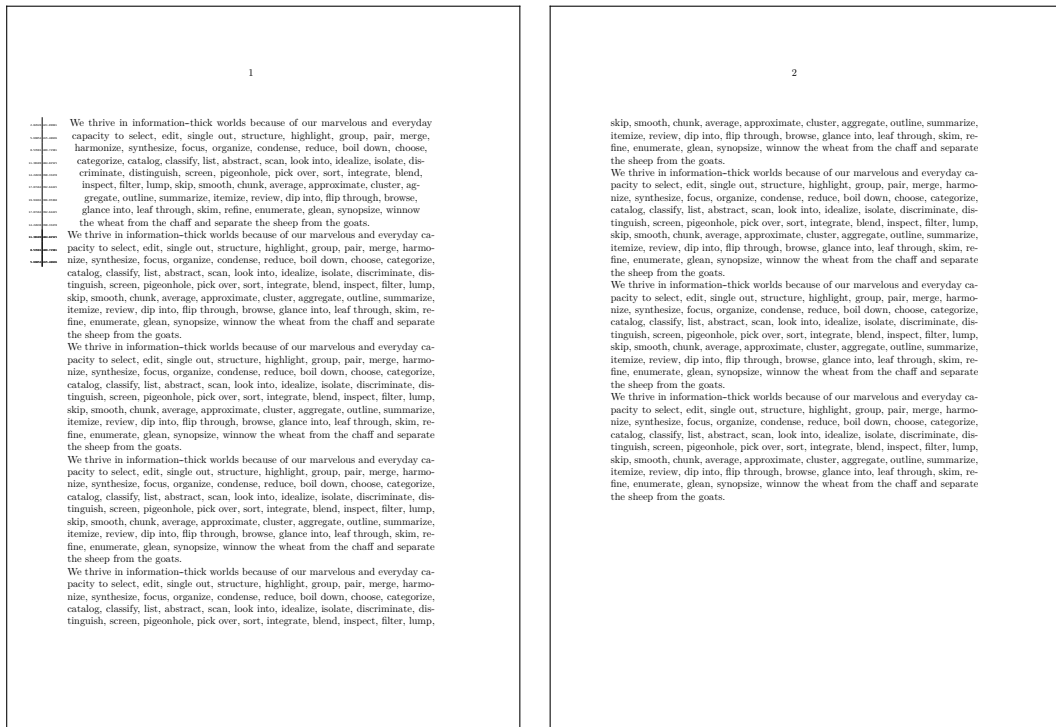 1
We thrive in information–thick worlds because of our marvelous and everyday
capacity to select, edit, single out, structure, highlight, group, pair, merge,
harmonize, synthesize, focus, organize, condense, reduce, boil down, choose,
categorize, catalog, classify, list, abstract, scan, look into, idealize, isolate, dis-
criminate, distinguish, screen, pigeonhole, pick over, sort, integrate, blend,
inspect, filter, lump, skip, smooth, chunk, average, approximate, cluster, ag-
gregate, outline, summarize, itemize, review, dip into, flip through, browse,
glance into, leaf through, skim, refine, enumerate, glean, synopsize, winnow
the wheat from the chaff and separate the sheep from the goats.
We thrive in information–thick worlds because of our marvelous and everyday ca-
pacity to select, edit, single out, structure, highlight, group, pair, merge, harmo-
nize, synthesize, focus, organize, condense, reduce, boil down, choose, categorize,
catalog, classify, list, abstract, scan, look into, idealize, isolate, discriminate, dis-
tinguish, screen, pigeonhole, pick over, sort, integrate, blend, inspect, filter, lump,
skip, smooth, chunk, average, approximate, cluster, aggregate, outline, summarize,
itemize, review, dip into, flip through, browse, glance into, leaf through, skim, re-
fine, enumerate, glean, synopsize, winnow the wheat from the chaff and separate
the sheep from the goats.
We thrive in information–thick worlds because of our marvelous and everyday ca-
pacity to select, edit, single out, structure, highlight, group, pair, merge, harmo-
nize, synthesize, focus, organize, condense, reduce, boil down, choose, categorize,
catalog, classify, list, abstract, scan, look into, idealize, isolate, discriminate, dis-
tinguish, screen, pigeonhole, pick over, sort, integrate, blend, inspect, filter, lump,
skip, smooth, chunk, average, approximate, cluster, aggregate, outline, summarize,
itemize, review, dip into, flip through, browse, glance into, leaf through, skim, re-
fine, enumerate, glean, synopsize, winnow the wheat from the chaff and separate
the sheep from the goats.
We thrive in information–thick worlds because of our marvelous and everyday ca-
pacity to select, edit, single out, structure, highlight, group, pair, merge, harmo-
nize, synthesize, focus, organize, condense, reduce, boil down, choose, categorize,
catalog, classify, list, abstract, scan, look into, idealize, isolate, discriminate, dis-
tinguish, screen, pigeonhole, pick over, sort, integrate, blend, inspect, filter, lump,
skip, smooth, chunk, average, approximate, cluster, aggregate, outline, summarize,
itemize, review, dip into, flip through, browse, glance into, leaf through, skim, re-
fine, enumerate, glean, synopsize, winnow the wheat from the chaff and separate
the sheep from the goats.
We thrive in information–thick worlds because of our marvelous and everyday ca-
pacity to select, edit, single out, structure, highlight, group, pair, merge, harmo-
nize, synthesize, focus, organize, condense, reduce, boil down, choose, categorize,
catalog, classify, list, abstract, scan, look into, idealize, isolate, discriminate, dis-
tinguish, screen, pigeonhole, pick over, sort, integrate, blend, inspect, filter, lump,
2
skip, smooth, chunk, average, approximate, cluster, aggregate, outline, summarize,
itemize, review, dip into, flip through, browse, glance into, leaf through, skim, re-
fine, enumerate, glean, synopsize, winnow the wheat from the chaff and separate
the sheep from the goats.
We thrive in information–thick worlds because of our marvelous and everyday ca-
pacity to select, edit, single out, structure, highlight, group, pair, merge, harmo-
nize, synthesize, focus, organize, condense, reduce, boil down, choose, categorize,
catalog, classify, list, abstract, scan, look into, idealize, isolate, discriminate, dis-
tinguish, screen, pigeonhole, pick over, sort, integrate, blend, inspect, filter, lump,
skip, smooth, chunk, average, approximate, cluster, aggregate, outline, summarize,
itemize, review, dip into, flip through, browse, glance into, leaf through, skim, re-
fine, enumerate, glean, synopsize, winnow the wheat from the chaff and separate
the sheep from the goats.
We thrive in information–thick worlds because of our marvelous and everyday ca-
pacity to select, edit, single out, structure, highlight, group, pair, merge, harmo-
nize, synthesize, focus, organize, condense, reduce, boil down, choose, categorize,
catalog, classify, list, abstract, scan, look into, idealize, isolate, discriminate, dis-
tinguish, screen, pigeonhole, pick over, sort, integrate, blend, inspect, filter, lump,
skip, smooth, chunk, average, approximate, cluster, aggregate, outline, summarize,
itemize, review, dip into, flip through, browse, glance into, leaf through, skim, re-
fine, enumerate, glean, synopsize, winnow the wheat from the chaff and separate
the sheep from the goats.
We thrive in information–thick worlds because of our marvelous and everyday ca-
pacity to select, edit, single out, structure, highlight, group, pair, merge, harmo-
nize, synthesize, focus, organize, condense, reduce, boil down, choose, categorize,
catalog, classify, list, abstract, scan, look into, idealize, isolate, discriminate, dis-
tinguish, screen, pigeonhole, pick over, sort, integrate, blend, inspect, filter, lump,
skip, smooth, chunk, average, approximate, cluster, aggregate, outline, summarize,
itemize, review, dip into, flip through, browse, glance into, leaf through, skim, re-
fine, enumerate, glean, synopsize, winnow the wheat from the chaff and separate
the sheep from the goats.